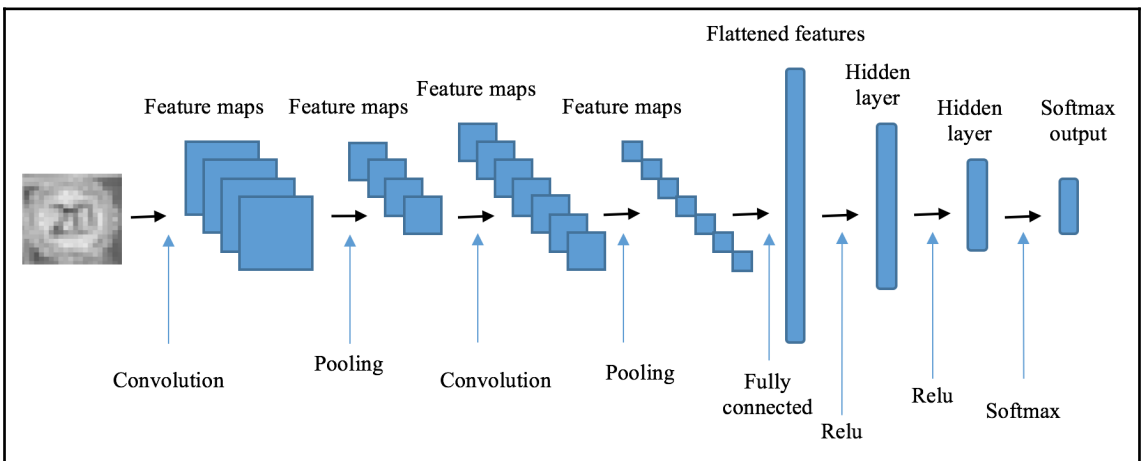 Flattened features
Hidden
layer
Feature maps
Feature maps
Feature maps
Feature maps
Hidden
layer
Softmax
output
20
Convolution
Pooling
Convolution
Pooling
Fully
connected
Relu
Relu
Softmax